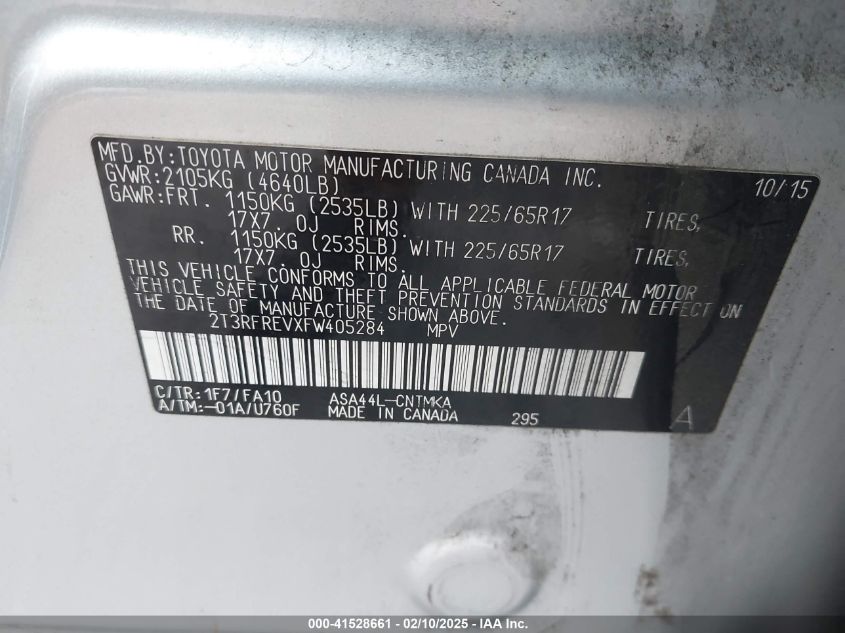 MFD.BY:TOYOTA MOTOR MANUFACTURING CANADA INC.
GVWR:2105KG (4640LB) 10/15
GAWR:FRT. 1150KG (2535LB) WITH 225/65R17 TIRES,
17X7. 0J RIMS.
RR. 1150KG (2535LB) WITH 225/65R17 TIRES,
17X7. 0J RIMS.
THIS VEHICLE CONFORMS TO ALL APPLICABLE FEDERAL MOTOR
VEHICLE SAFETY AND THEFT PREVENTION STANDARDS IN EFFECT ON
THE DATE OF MANUFACTURE SHOWN ABOVE.
2T3RFREVXFW405284 MPV
C/TR:1F7/FA10 ASA44L-CNTMKA
A/TM:-01A/U760F MADE IN CANADA 295 A
000-41528661 - 02/10/2025 - IAA Inc.